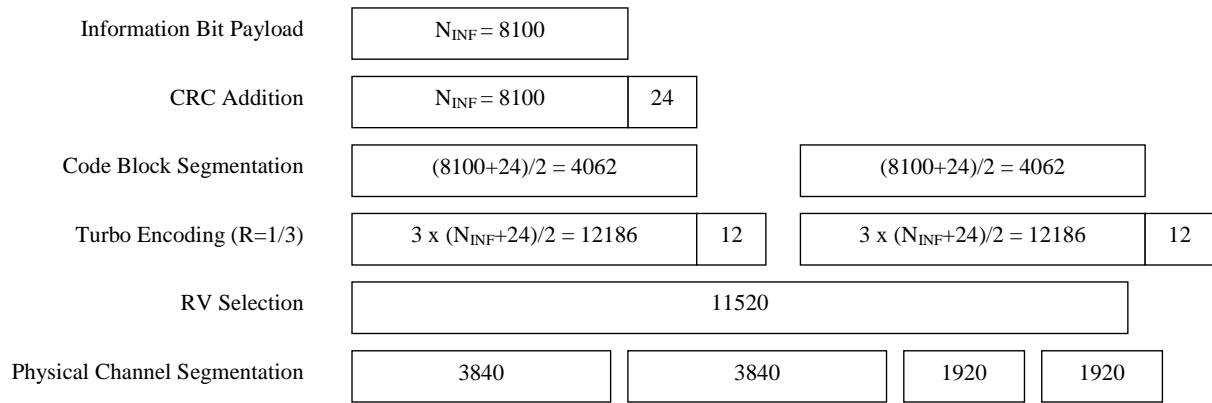 Information Bit Payload N_INF = 8100
CRC Addition N_INF = 8100 24
Code Block Segmentation (8100+24)/2 = 4062 (8100+24)/2 = 4062
Turbo Encoding (R=1/3) 3 x (N_INF+24)/2 = 12186 12 3 x (N_INF+24)/2 = 12186 12
RV Selection 11520
Physical Channel Segmentation 3840 3840 1920 1920